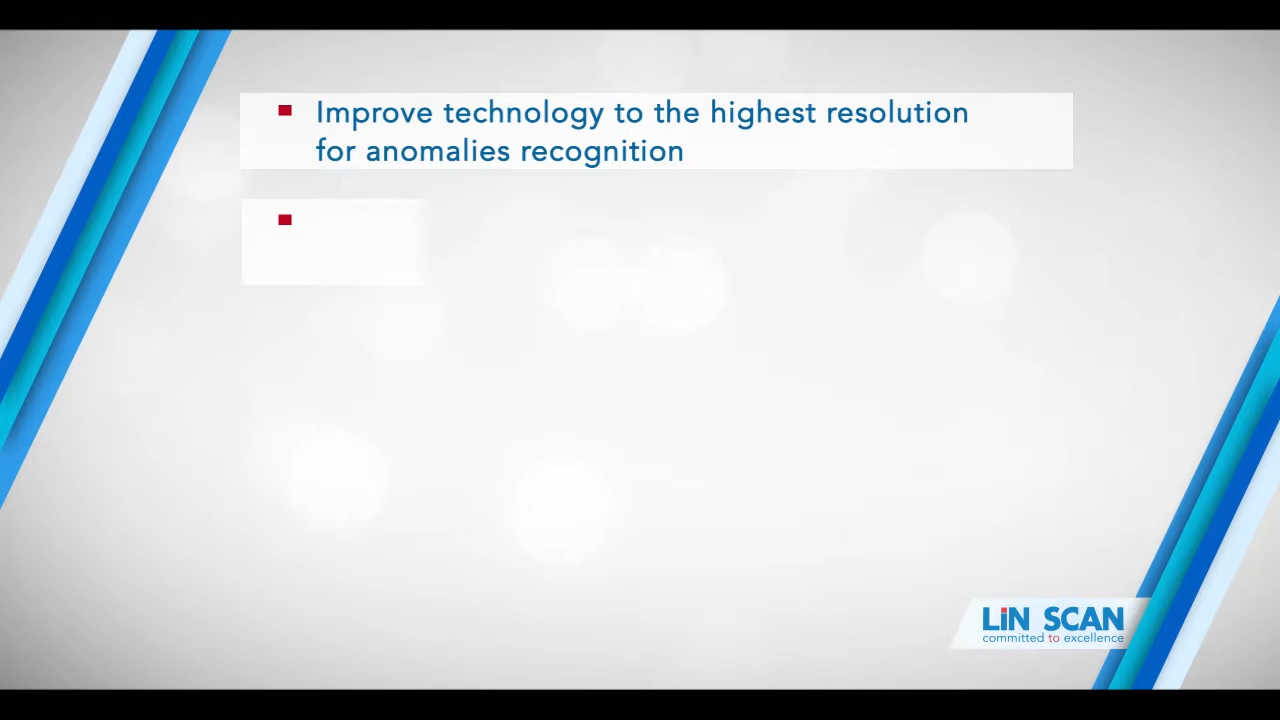 Improve technology to the highest resolution
for anomalies recognition
LiN SCAN
committed to excellence